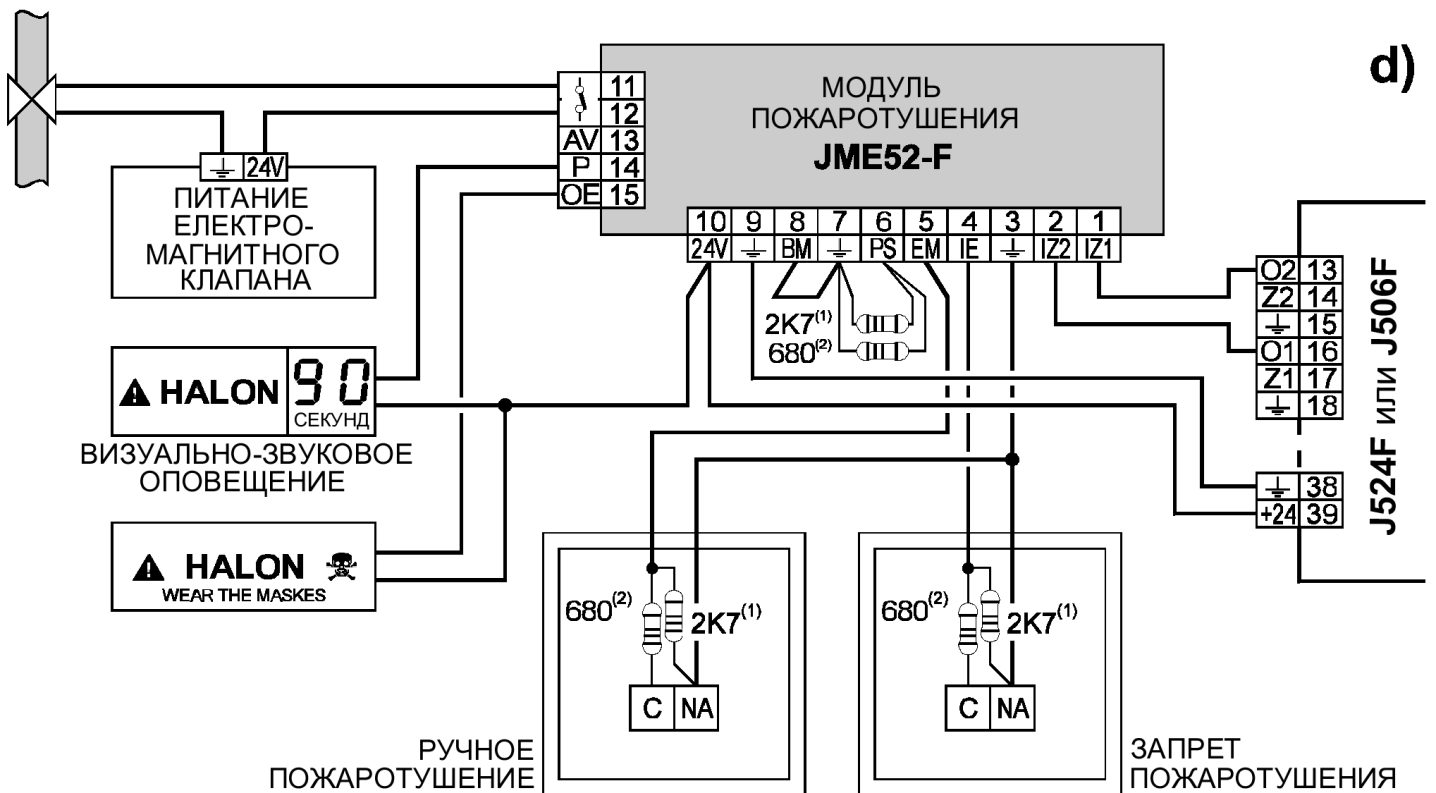 d)
МОДУЛЬ
ПОЖАРОТУШЕНИЯ
JME52-F
11
12
AV 13
P 14
OE 15
10 9 8 7 6 5 4 3 2 1
24V ⏚ BM ⏚ PS EM IE ⏚ IZ2 IZ1
⏚ 24V
ПИТАНИЕ
ЕЛЕКТРО-
МАГНИТНОГО
КЛАПАНА
2K7(1)
680(2)
O2 13
Z2 14
⏚ 15
O1 16
Z1 17
⏚ 18
⏚ 38
+24 39
J524F или J506F
HALON 90
СЕКУНД
ВИЗУАЛЬНО-ЗВУКОВОЕ
ОПОВЕЩЕНИЕ
HALON
WEAR THE MASKES
680(2) 2K7(1)
C NA
РУЧНОЕ
ПОЖАРОТУШЕНИЕ
680(2) 2K7(1)
C NA
ЗАПРЕТ
ПОЖАРОТУШЕНИЯ